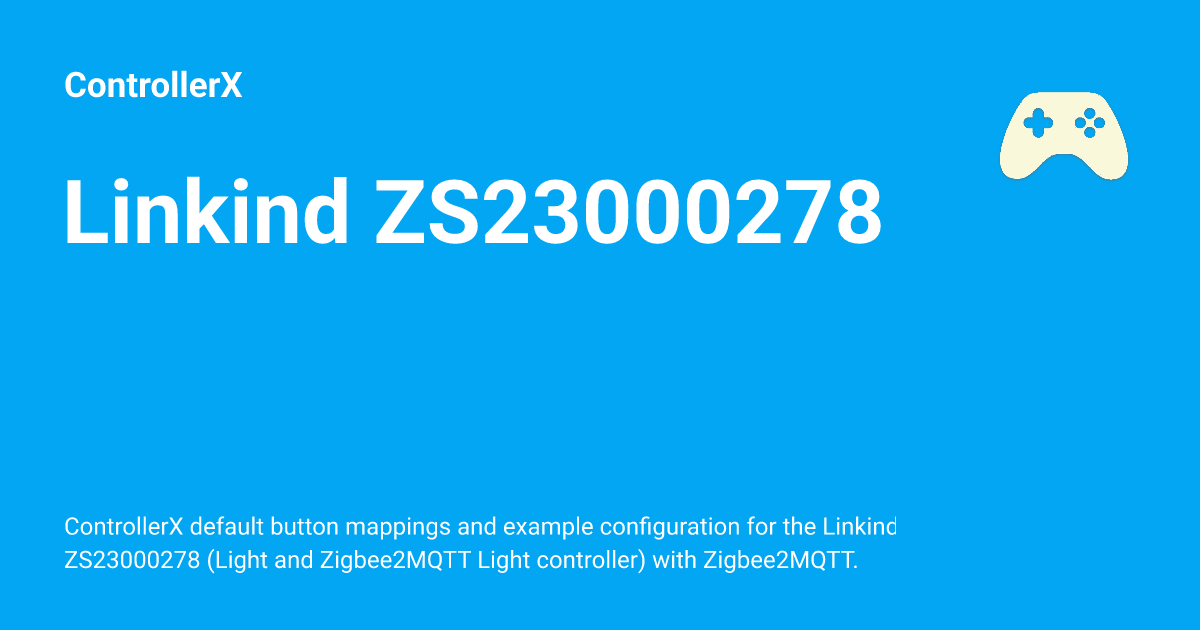 ControllerX
Linkind ZS23000278
ControllerX default button mappings and example configuration for the Linkind
ZS23000278 (Light and Zigbee2MQTT Light controller) with Zigbee2MQTT.